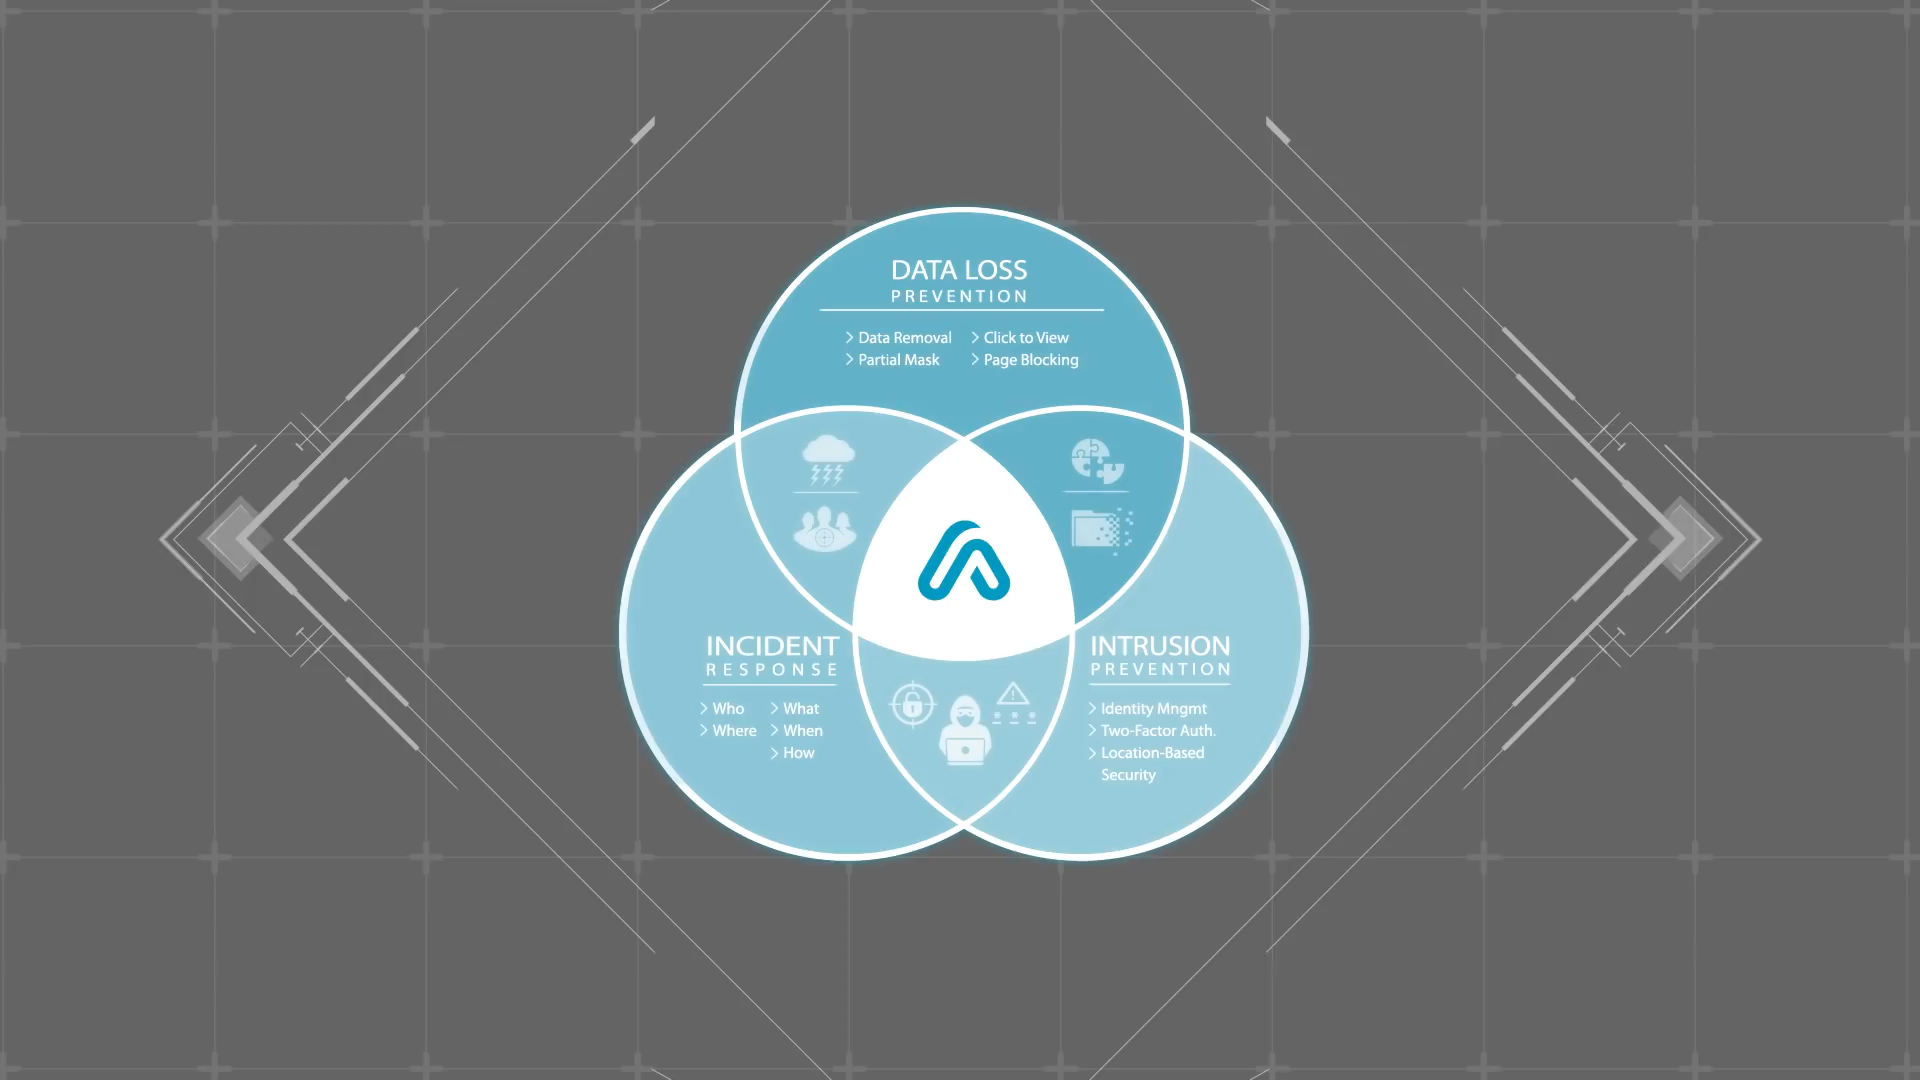 DATA LOSS
PREVENTION
Data Removal
Click to View
Partial Mask
Page Blocking
INCIDENT
RESPONSE
Who
What
Where
When
How
INTRUSION
PREVENTION
Identity Mngmt
Two-Factor Auth.
Location-Based
Security